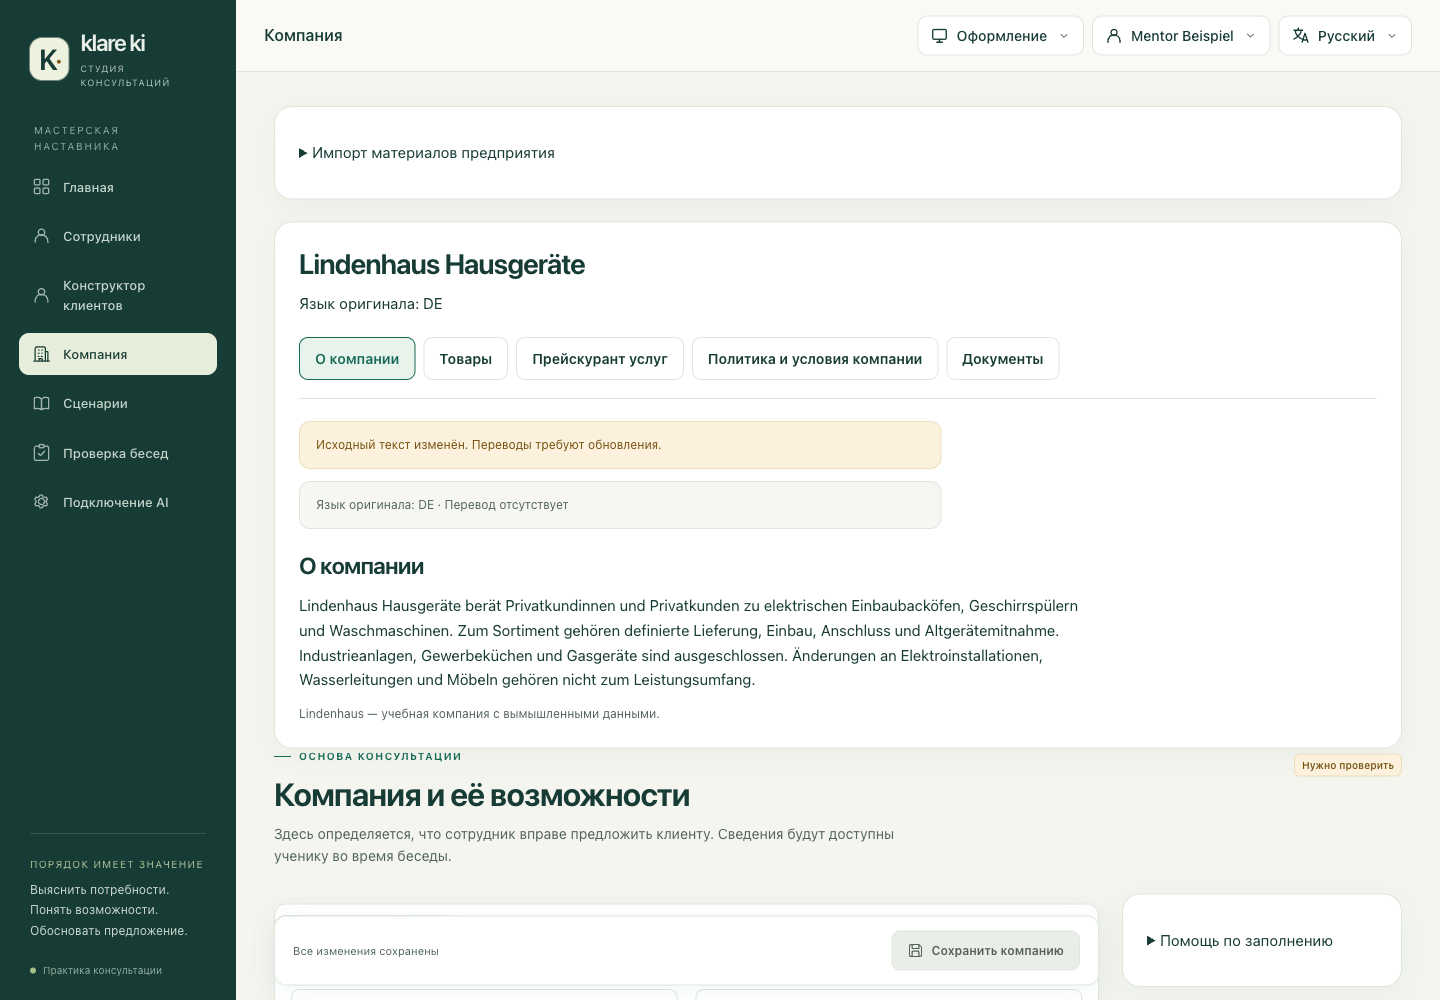 K
klare ki
СТУДИЯ
КОНСУЛЬТАЦИЙ
МАСТЕРСКАЯ
НАСТАВНИКА
Главная
Сотрудники
Конструктор
клиентов
Компания
Сценарии
Проверка бесед
Подключение AI
ПОРЯДОК ИМЕЕТ ЗНАЧЕНИЕ
Выяснить потребности.
Понять возможности.
Обосновать предложение.
Практика консультации
Компания
Оформление
Mentor Beispiel
Русский
Импорт материалов предприятия
Lindenhaus Hausgeräte
Язык оригинала: DE
О компании
Товары
Прейскурант услуг
Политика и условия компании
Документы
Исходный текст изменён. Переводы требуют обновления.
Язык оригинала: DE · Перевод отсутствует
О компании
Lindenhaus Hausgeräte berät Privatkundinnen und Privatkunden zu elektrischen Einbaubacköfen, Geschirrspülern
und Waschmaschinen. Zum Sortiment gehören definierte Lieferung, Einbau, Anschluss und Altgerätemitnahme.
Industrieanlagen, Gewerbeküchen und Gasgeräte sind ausgeschlossen. Änderungen an Elektroinstallationen,
Wasserleitungen und Möbeln gehören nicht zum Leistungsumfang.
Lindenhaus — учебная компания с вымышленными данными.
ОСНОВА КОНСУЛЬТАЦИИ
Нужно проверить
Компания и её возможности
Здесь определяется, что сотрудник вправе предложить клиенту. Сведения будут доступны
ученику во время беседы.
Все изменения сохранены
Сохранить компанию
Помощь по заполнению